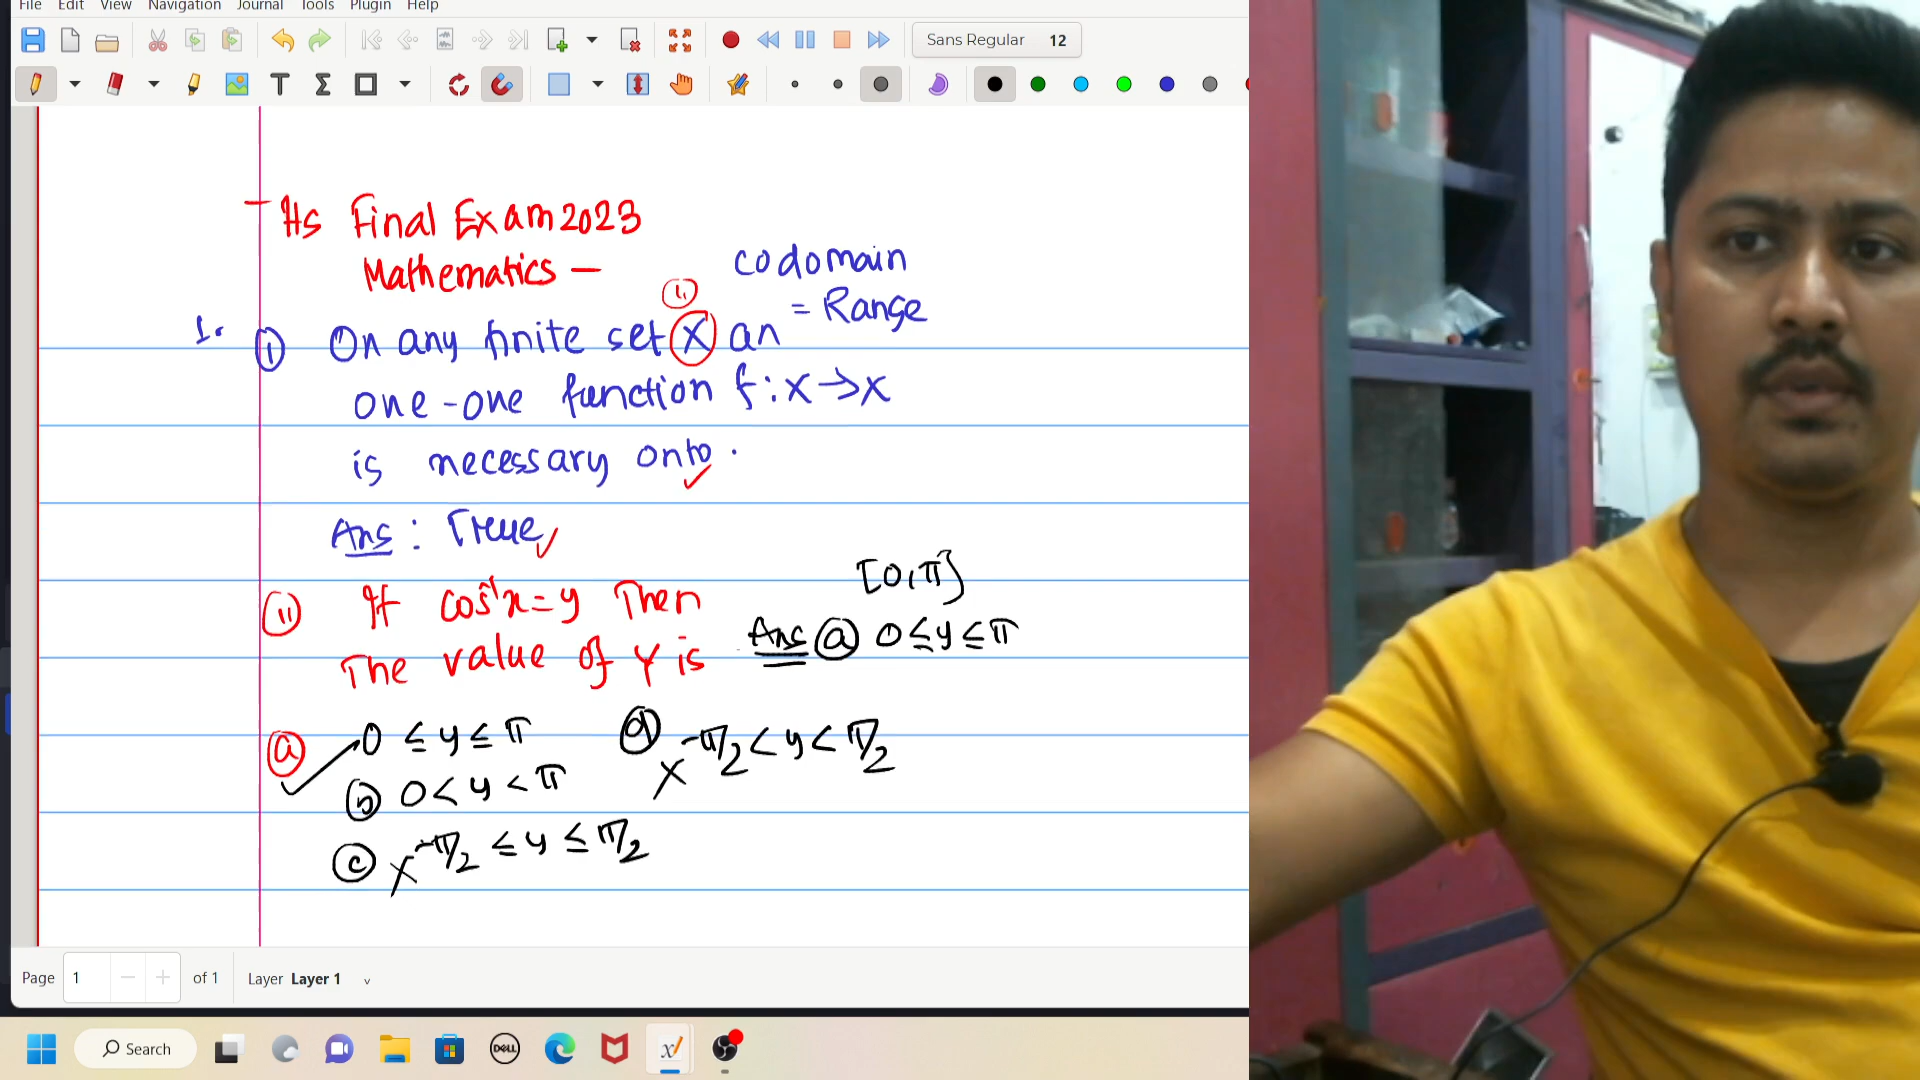 File Edit View Navigation Journal Tools Plugin Help
Sans Regular 12
Hs Final Exam 2023
Mathematics —
codomain
= Range
(ii)
1. (i) On any finite set X an
one-one function f: X → X
is necessary onto.
Ans : True
[0, π]
(ii) If cos⁻¹x = y Then
The value of Y is
Ans (a) 0 ≤ y ≤ π
(a) 0 ≤ y ≤ π
(d) -π/2 < y < π/2
(b) 0 < y < π
(c) -π/2 ≤ y ≤ π/2
Page 1 of 1 Layer Layer 1
Search
DELL